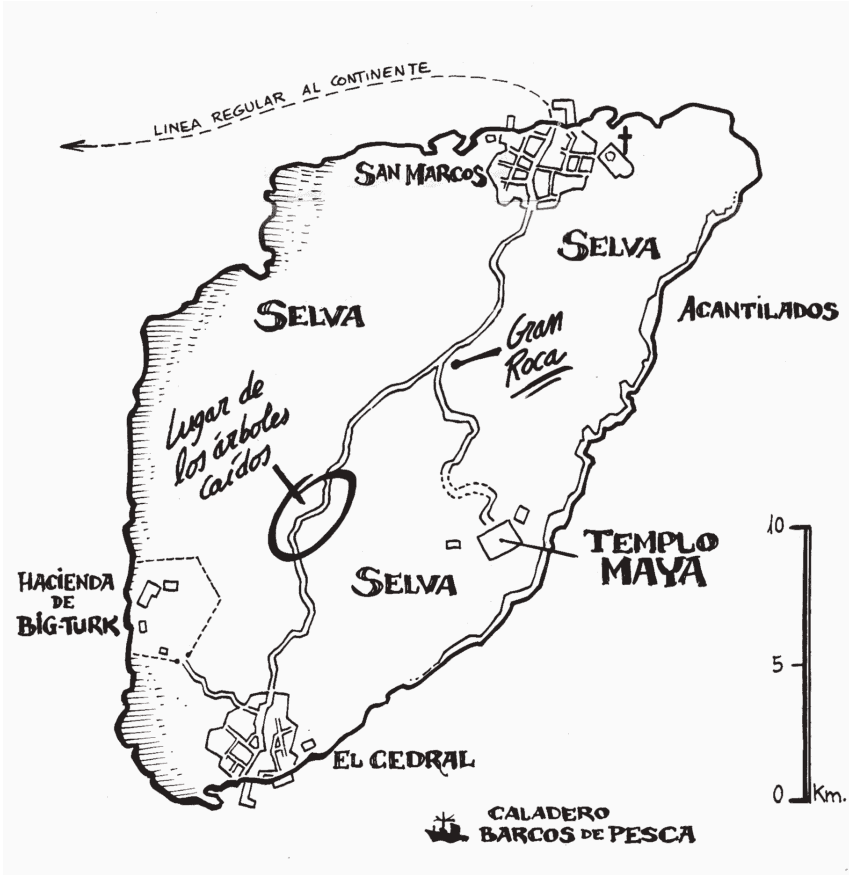 LINEA REGULAR AL CONTINENTE
SAN MARCOS
SELVA
SELVA
ACANTILADOS
Gran
Roca
Lugar de
los árboles
caídos
10
TEMPLO
MAYA
HACIENDA
DE
BIG-TURK
SELVA
5
EL CEDRAL
0 Km.
CALADERO
BARCOS DE PESCA